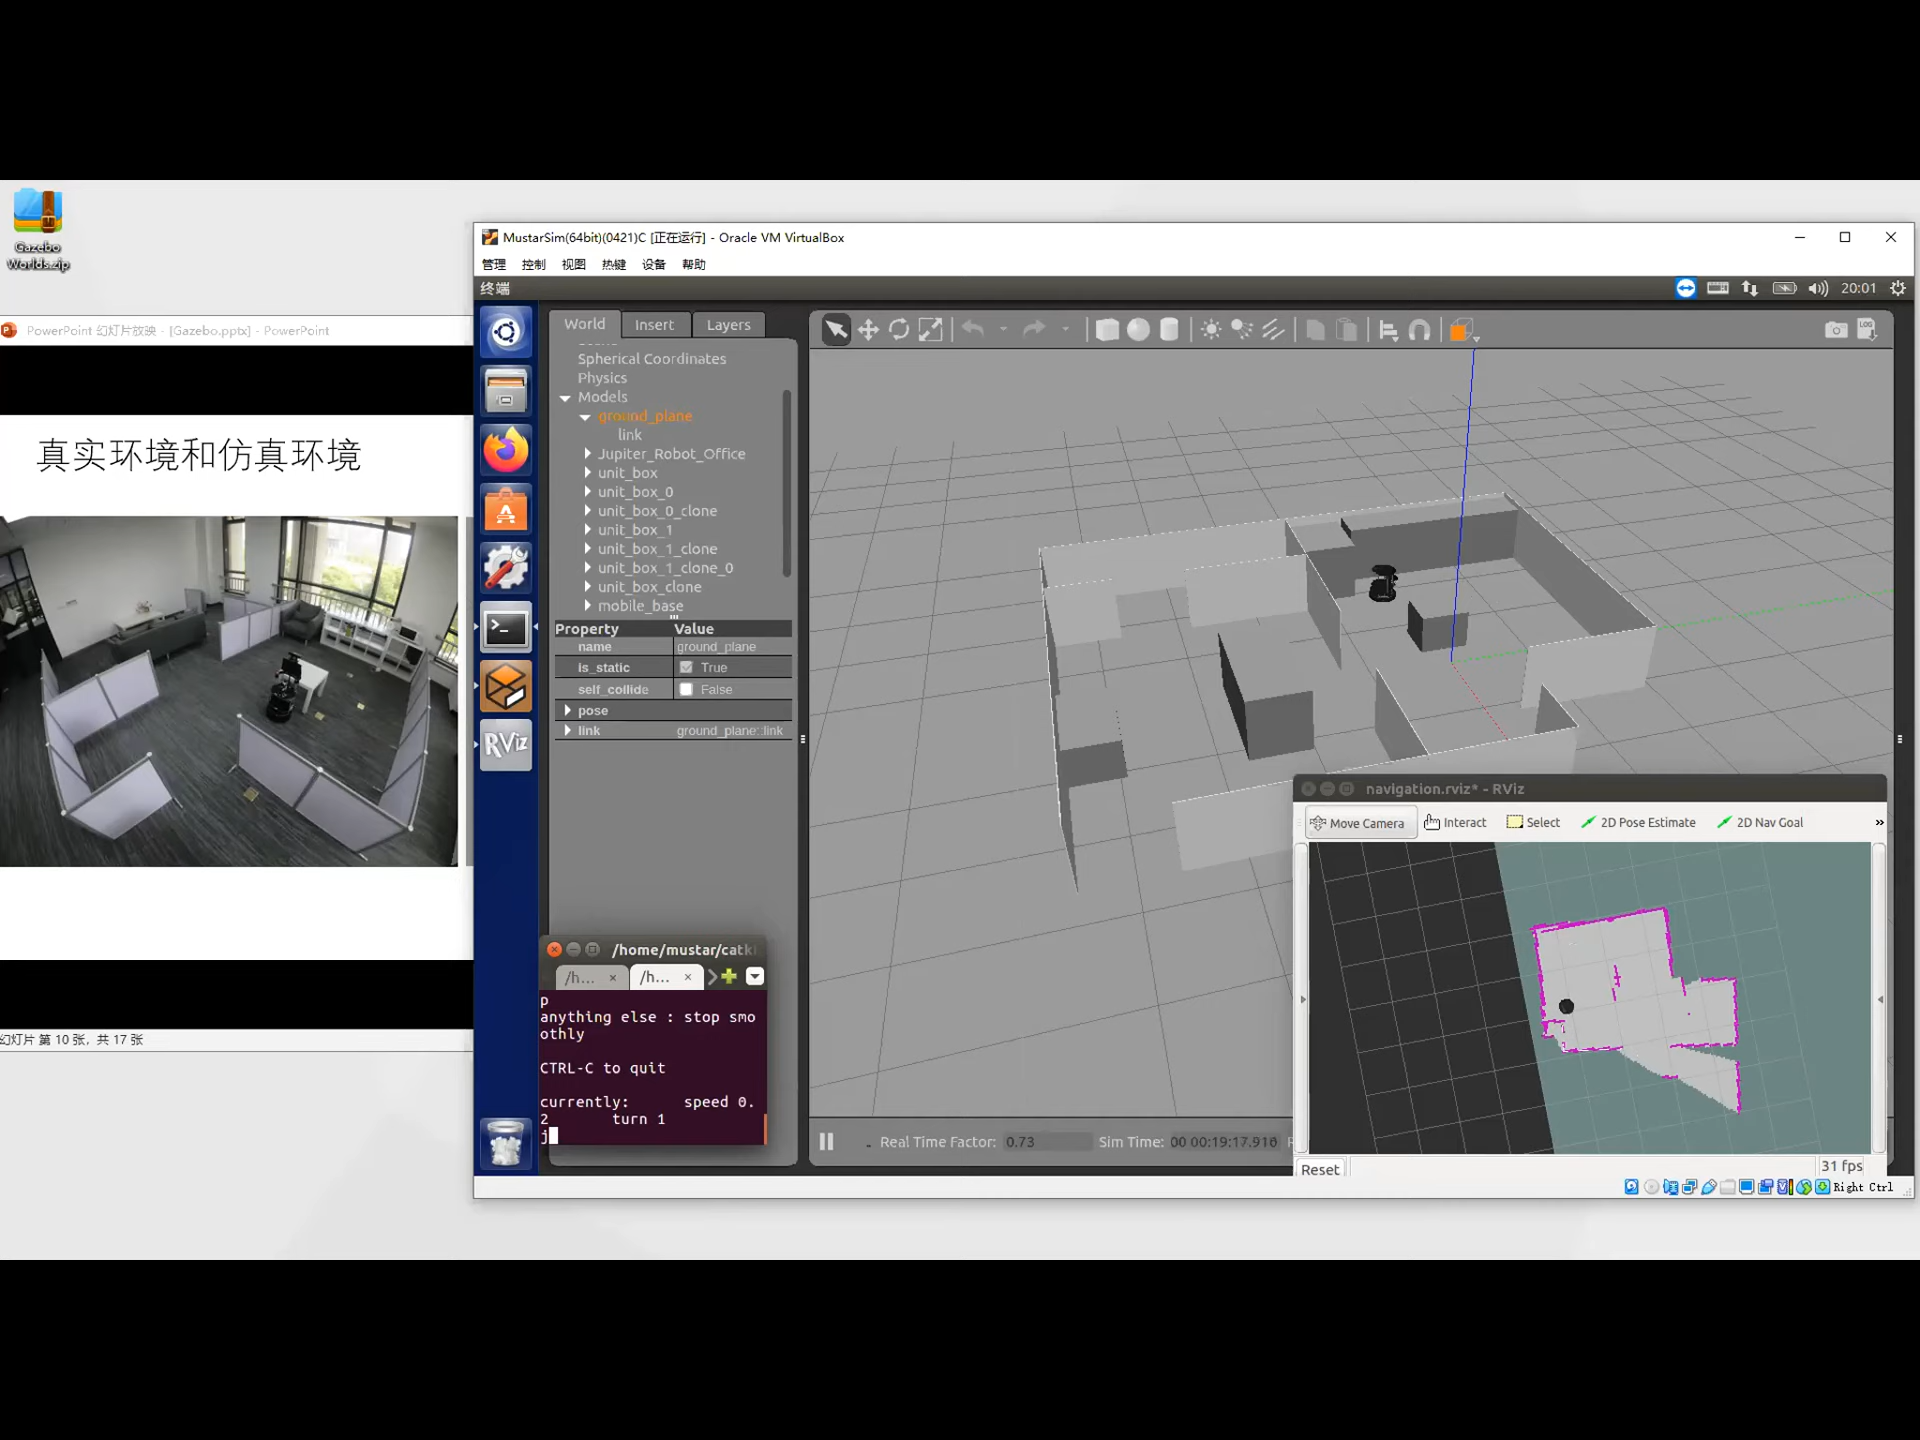 Gazebo
Worlds.zip
PowerPoint 幻灯片放映 - [Gazebo.pptx] - PowerPoint
真实环境和仿真环境
幻灯片 第 10 张，共 17 张
MustarSim(64bit)(0421)C [正在运行] - Oracle VM VirtualBox
管理 控制 视图 热键 设备 帮助
终端
20:01
World Insert Layers
Spherical Coordinates
Physics
Models
ground_plane
link
Jupiter_Robot_Office
unit_box
unit_box_0
unit_box_0_clone
unit_box_1
unit_box_1_clone
unit_box_1_clone_0
unit_box_clone
mobile_base
Property Value
name ground_plane
is_static True
self_collide False
pose
link ground_plane::link
RViz
LOG
/home/mustar/catki
/h... × /h... ×
p
anything else : stop smo
othly
CTRL-C to quit
currently: speed 0.
2 turn 1
j
Real Time Factor: 0.73 Sim Time: 00 00:19:17.910
navigation.rviz* - RViz
Move Camera Interact Select 2D Pose Estimate 2D Nav Goal »
Reset
31 fps
Right Ctrl